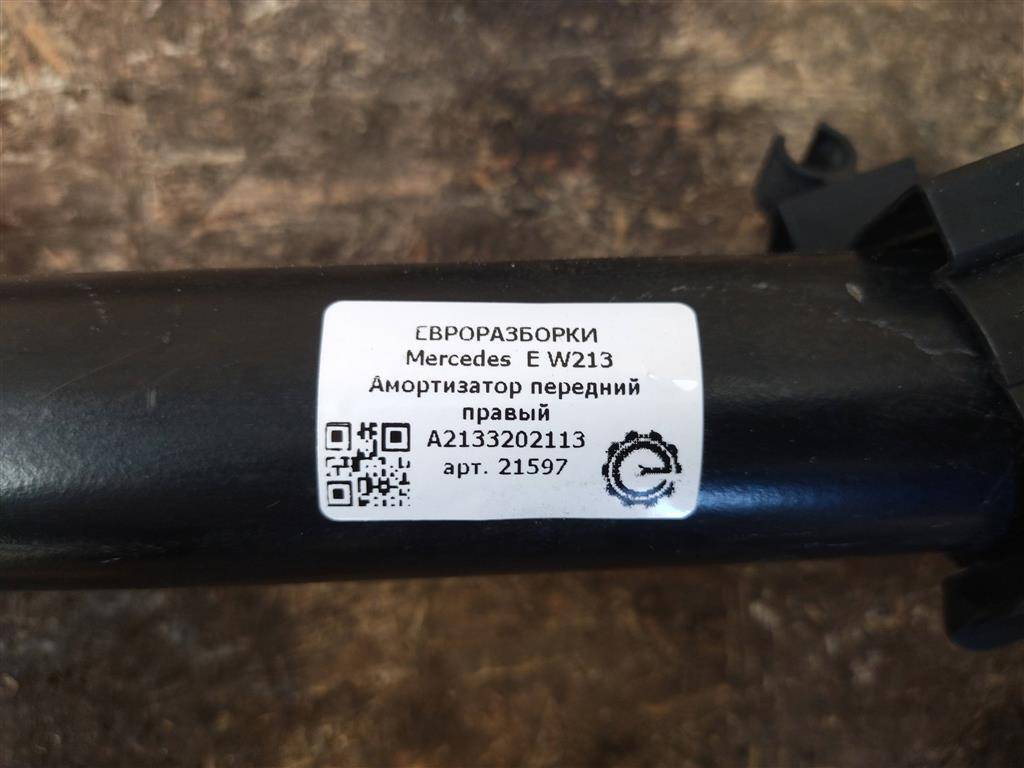 ЕВРОРАЗБОРКИ
Mercedes E W213
Амортизатор передний
правый
A2133202113
арт. 21597